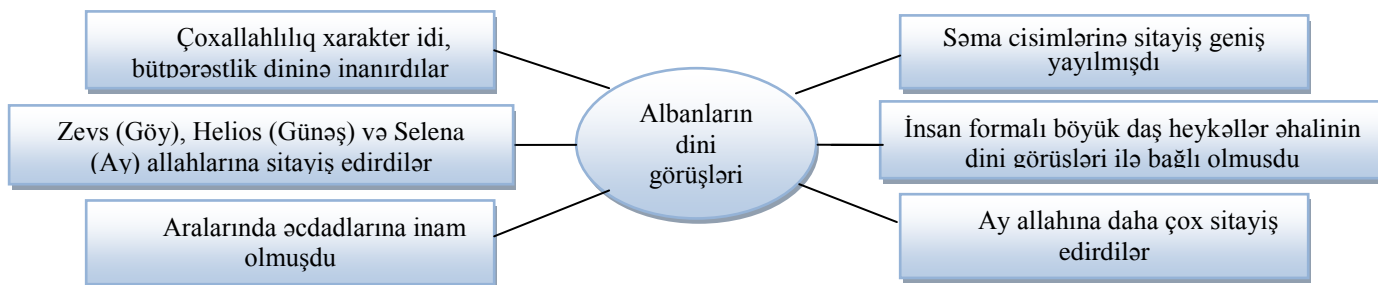 Çoxallahlılıq xarakter idi,
bütpərəstlik dininə inanırdılar
Zevs (Göy), Helios (Günəş) və Selena
(Ay) allahlarına sitayiş edirdilər
Aralarında əcdadlarına inam
olmuşdu
Albanların
dini
görüşləri
Səma cisimlərinə sitayiş geniş
yayılmışdı
İnsan formalı böyük daş heykəllər əhalinin
dini görüşləri ilə bağlı olmuşdu
Ay allahına daha çox sitayiş
edirdilər